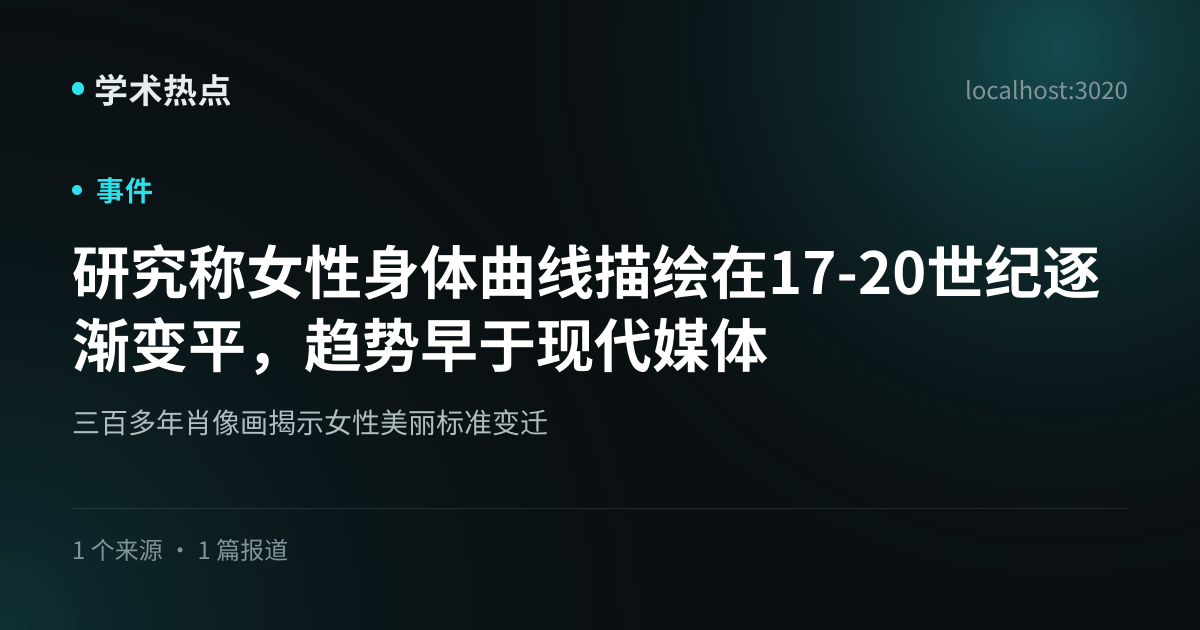 学术热点
localhost:3020
事件
研究称女性身体曲线描绘在17-20世纪逐
渐变平，趋势早于现代媒体
三百多年肖像画揭示女性美丽标准变迁
1 个来源 · 1 篇报道